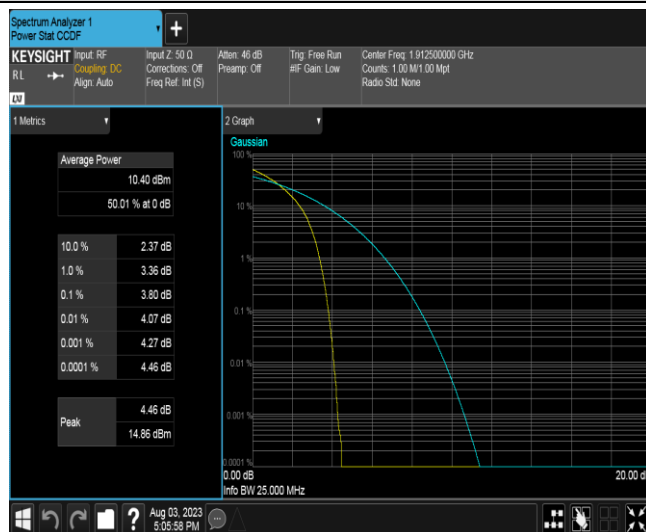 Spectrum Analyzer 1
Power Stat CCDF
+
KEYSIGHT
RL
Input: RF
Coupling: DC
Align: Auto
Input Z: 50 Ω
Corrections: Off
Freq Ref: Int (S)
Atten: 46 dB
Preamp: Off
Trig: Free Run
#IF Gain: Low
Center Freq: 1.912500000 GHz
Counts: 1.00 M/1.00 Mpt
Radio Std: None
LXI
1 Metrics
Average Power
10.40 dBm
50.01 % at 0 dB
10.0 % 2.37 dB
1.0 % 3.36 dB
0.1 % 3.80 dB
0.01 % 4.07 dB
0.001 % 4.27 dB
0.0001 % 4.46 dB
Peak
4.46 dB
14.86 dBm
2 Graph
Gaussian
100 %
10 %
1 %
0.1 %
0.01 %
0.001 %
0.0001 %
0.00 dB
20.00 d
Info BW 25.000 MHz
?
Aug 03, 2023
5:05:58 PM